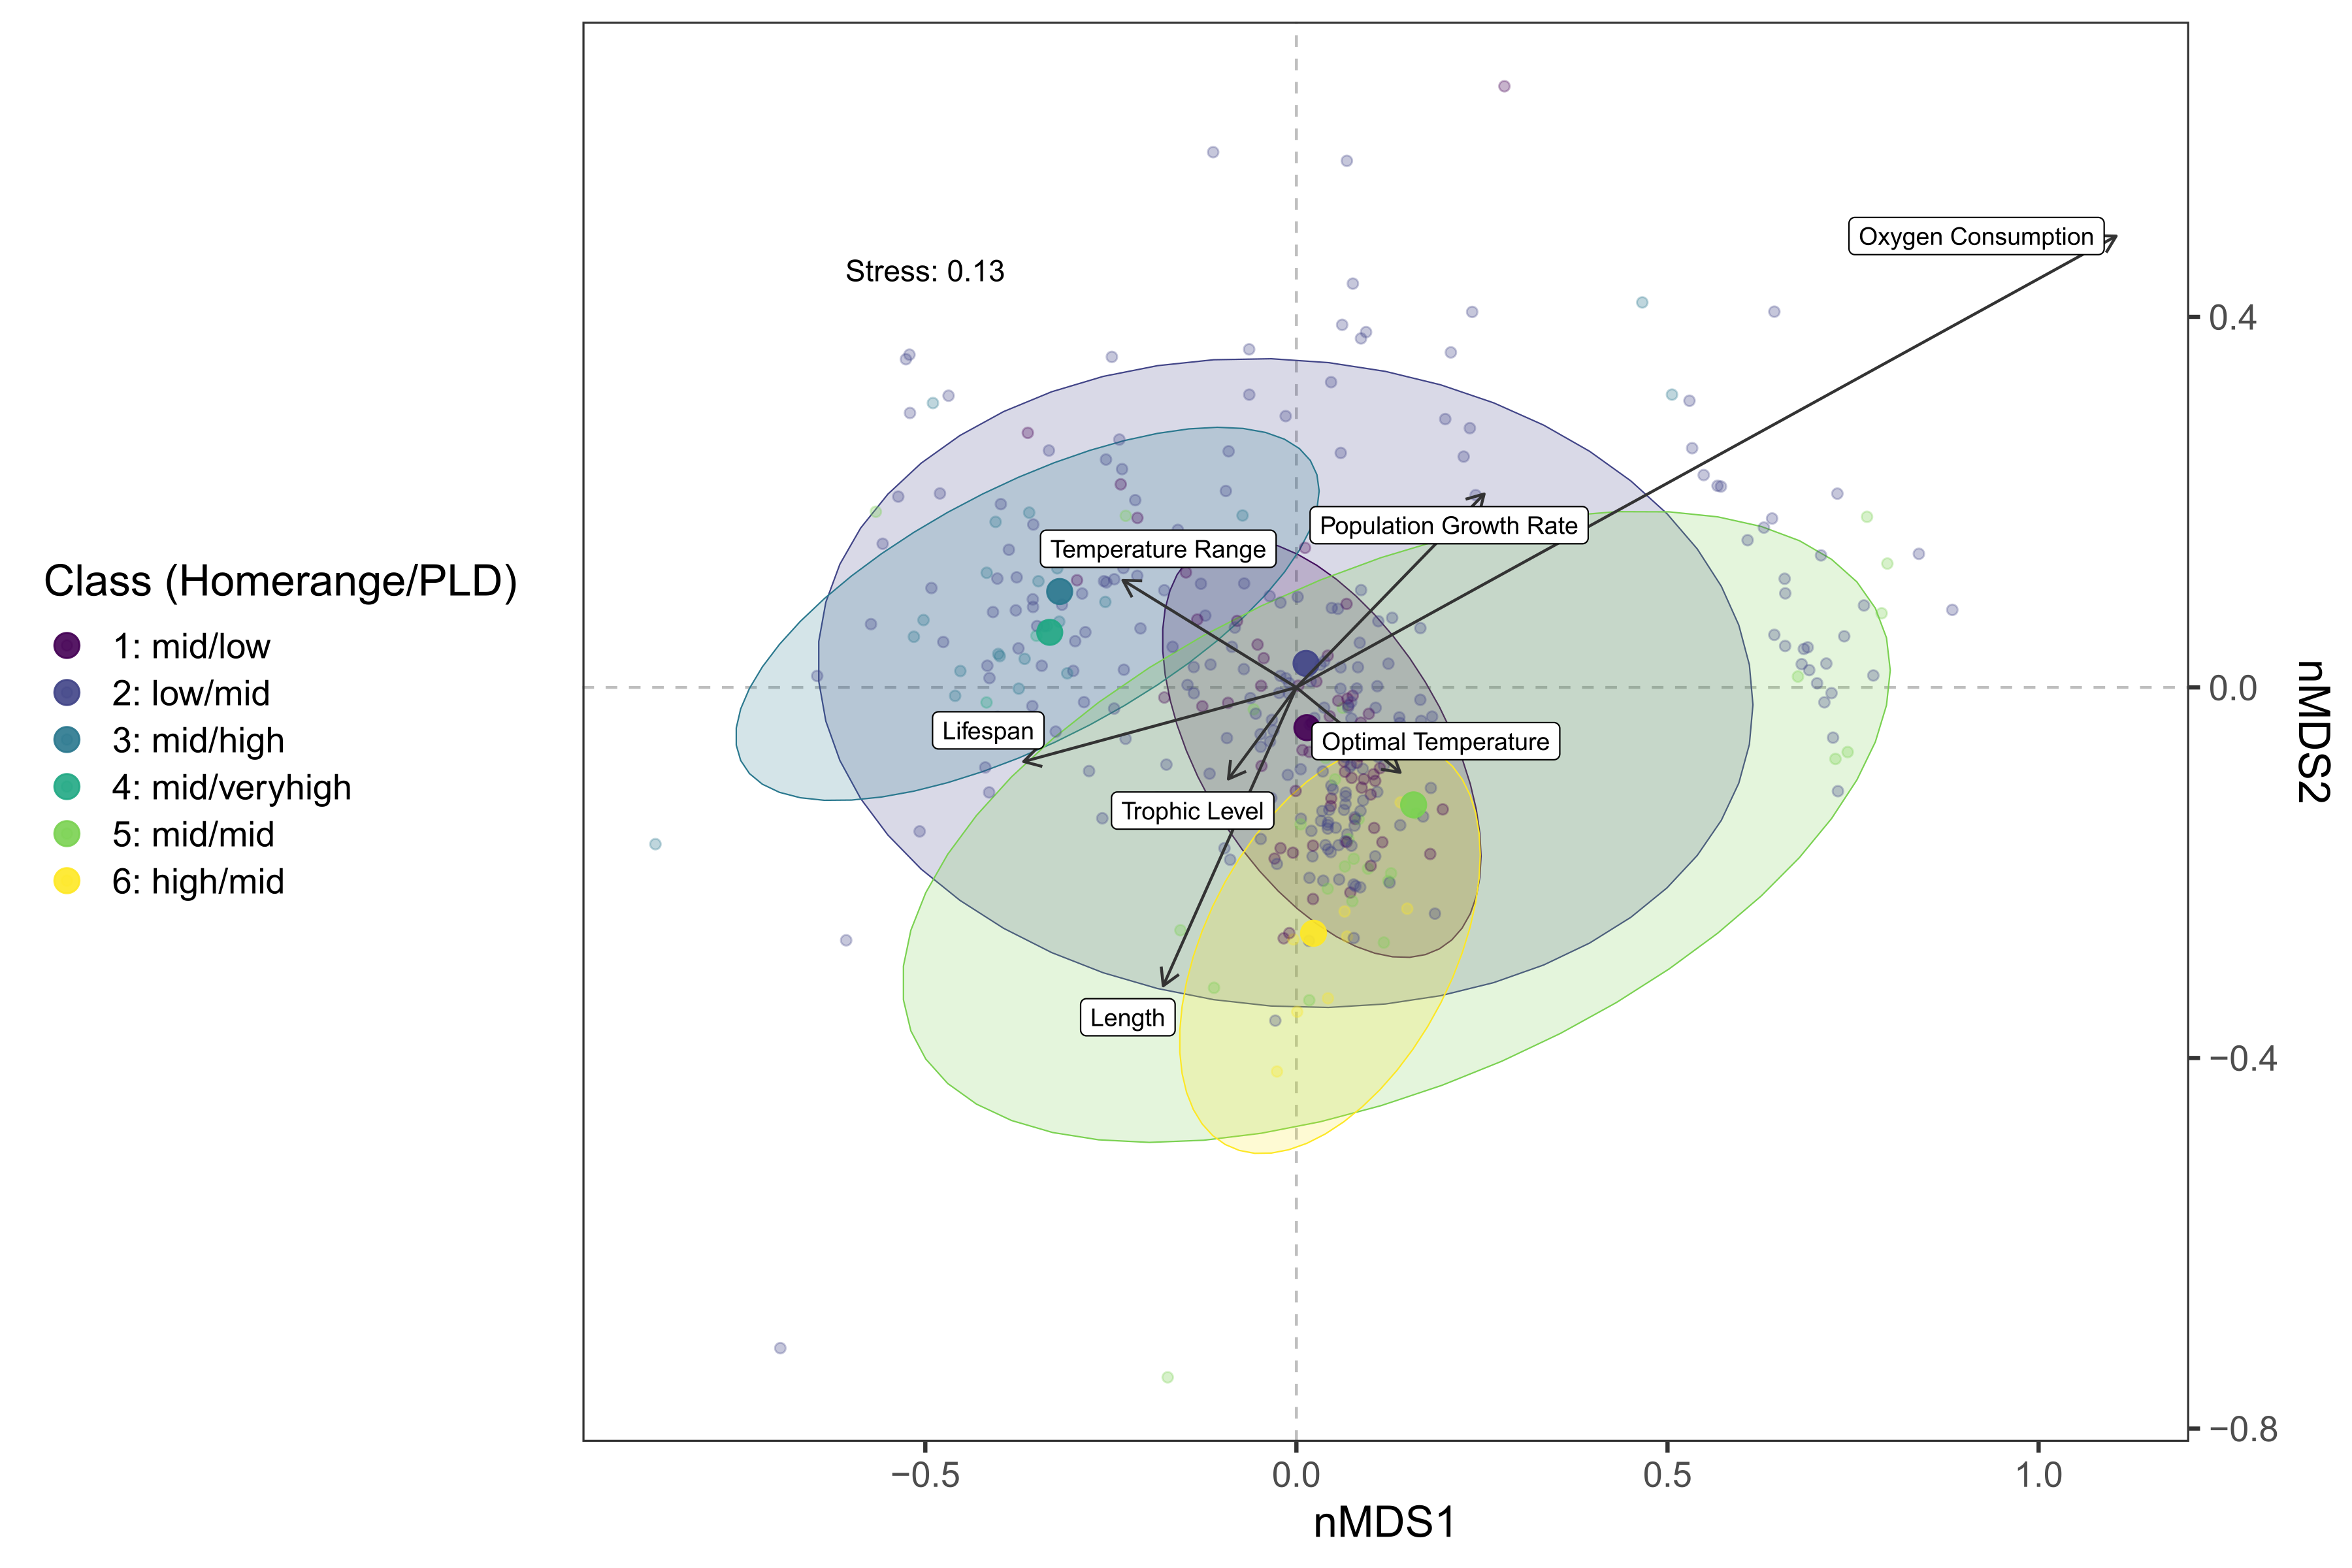 Class (Homerange/PLD)
1: mid/low
2: low/mid
3: mid/high
4: mid/veryhigh
5: mid/mid
6: high/mid
Stress: 0.13
Oxygen Consumption
Population Growth Rate
Temperature Range
Lifespan
Optimal Temperature
Trophic Level
Length
0.4
0.0
−0.4
−0.8
nMDS2
−0.5
0.0
0.5
1.0
nMDS1